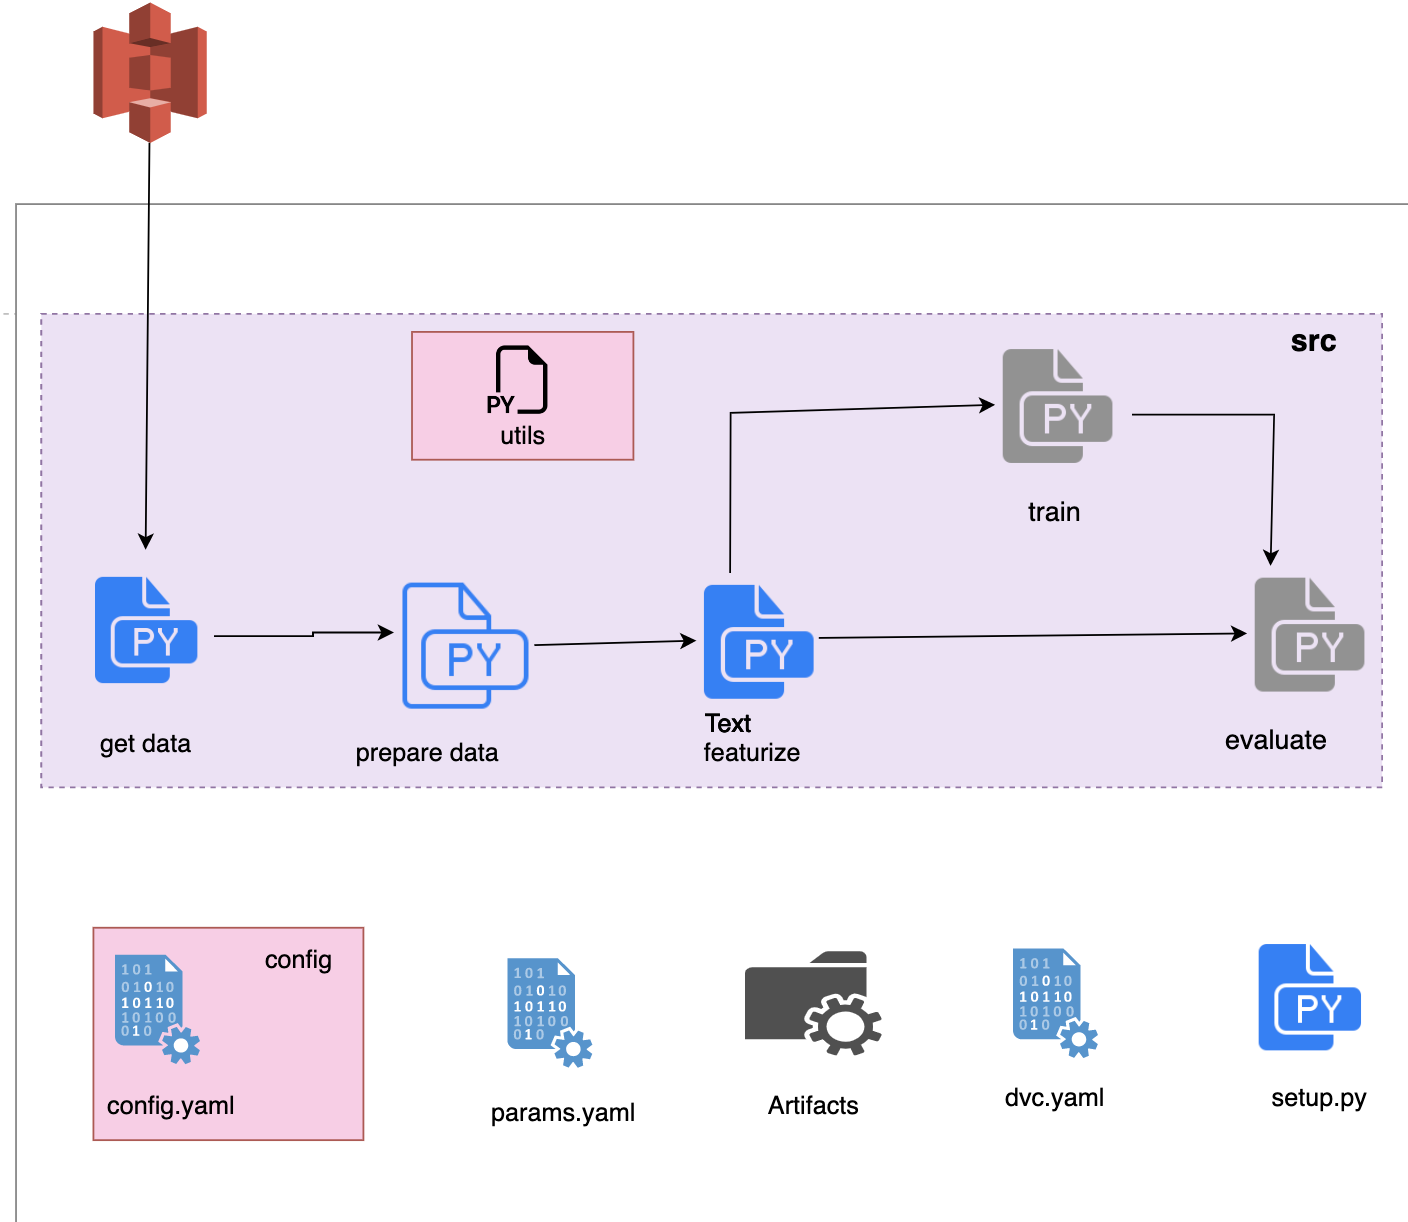 src
PY
utils
PY
train
PY
get data
PY
prepare data
PY
Text
featurize
PY
evaluate
config
101
01010
10110
10100
010
config.yaml
101
01010
10110
10100
010
params.yaml
Artifacts
101
01010
10110
10100
010
dvc.yaml
PY
setup.py